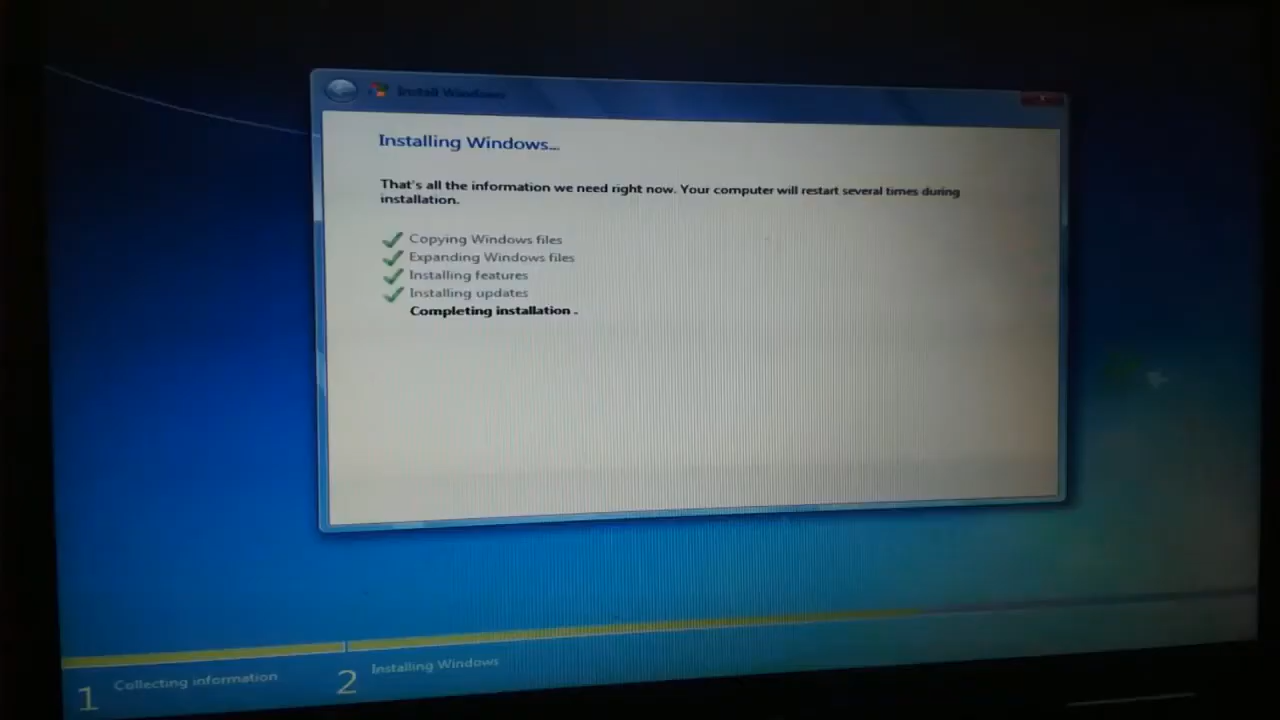 Install Windows
Installing Windows...
That's all the information we need right now. Your computer will restart several times during
installation.
Copying Windows files
Expanding Windows files
Installing features
Installing updates
Completing installation .
1 Collecting information
2 Installing Windows